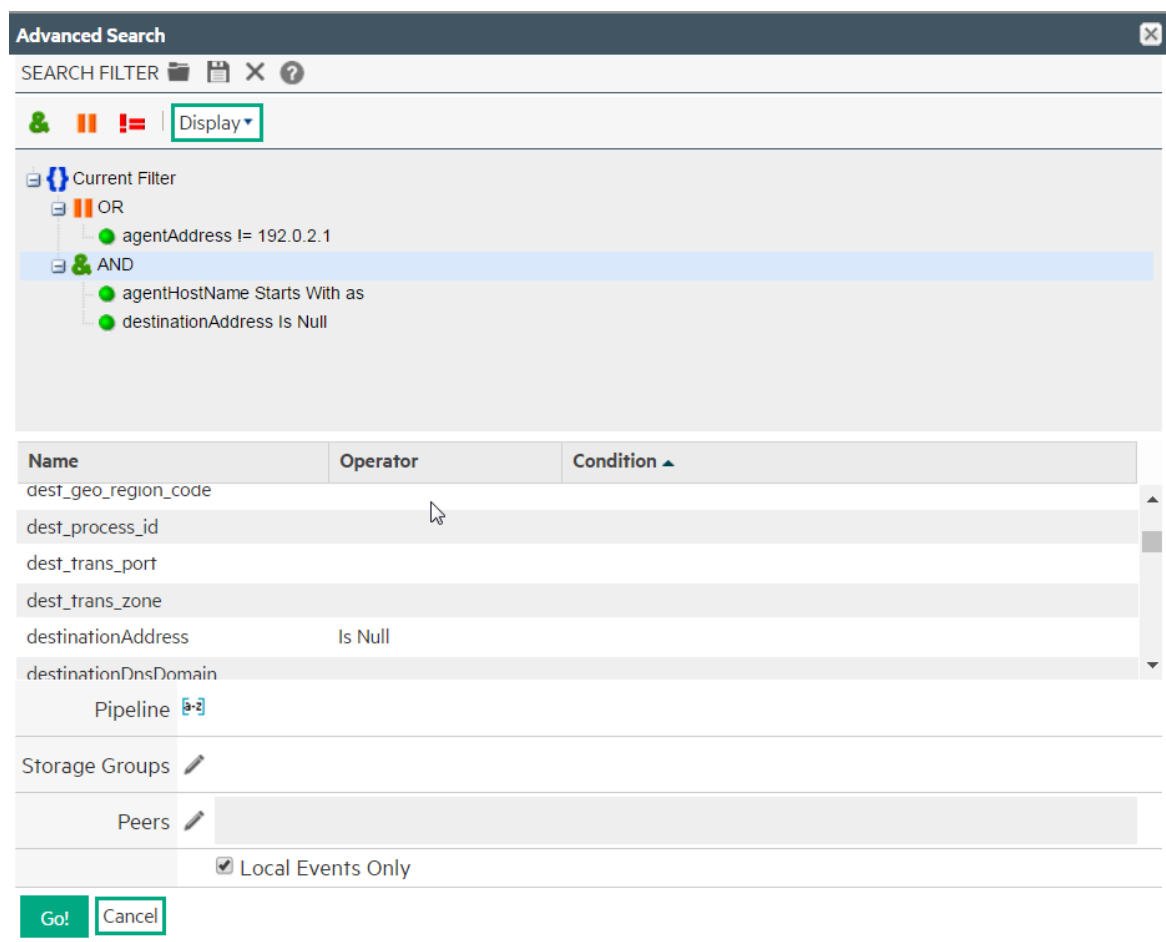 Advanced Search
SEARCH FILTER
& != Display
{} Current Filter
OR
agentAddress != 192.0.2.1
& AND
agentHostName Starts With as
destinationAddress Is Null
Name Operator Condition
dest_geo_region_code
dest_process_id
dest_trans_port
dest_trans_zone
destinationAddress Is Null
destinationDnsDomain
Pipeline [a-z]
Storage Groups
Peers
Local Events Only
Go! Cancel